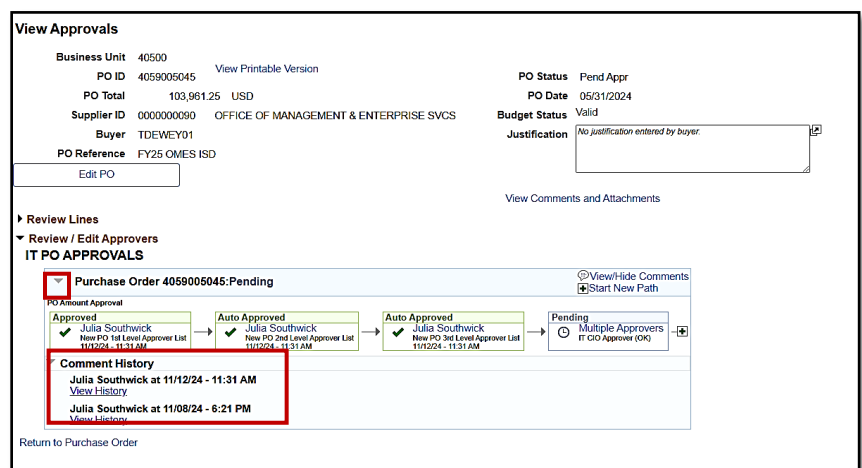 View Approvals
Business Unit 40500
PO ID 4059005045
View Printable Version
PO Status Pend Appr
PO Total 103,961.25 USD
PO Date 05/31/2024
Supplier ID 0000000090 OFFICE OF MANAGEMENT & ENTERPRISE SVCS
Budget Status Valid
Buyer TDEWEY01
Justification No justification entered by buyer.
PO Reference FY25 OMES ISD
Edit PO
View Comments and Attachments
Review Lines
Review / Edit Approvers
IT PO APPROVALS
Purchase Order 4059005045:Pending
View/Hide Comments
Start New Path
PO Amount Approval
Approved
Julia Southwick
New PO 1st Level Approver List
11/12/24 - 11:31 AM
Auto Approved
Julia Southwick
New PO 2nd Level Approver List
11/12/24 - 11:31 AM
Auto Approved
Julia Southwick
New PO 3rd Level Approver List
11/12/24 - 11:31 AM
Pending
Multiple Approvers
IT CIO Approver (OK)
Comment History
Julia Southwick at 11/12/24 - 11:31 AM
View History
Julia Southwick at 11/08/24 - 6:21 PM
View History
Return to Purchase Order